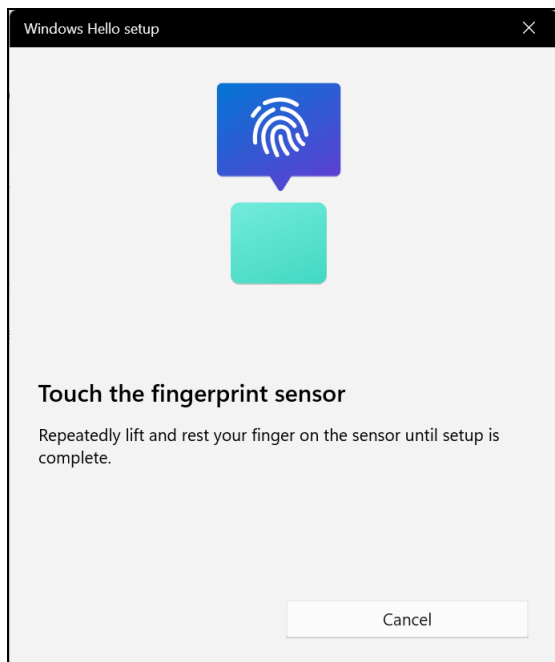 Windows Hello setup
Touch the fingerprint sensor
Repeatedly lift and rest your finger on the sensor until setup is
complete.
Cancel